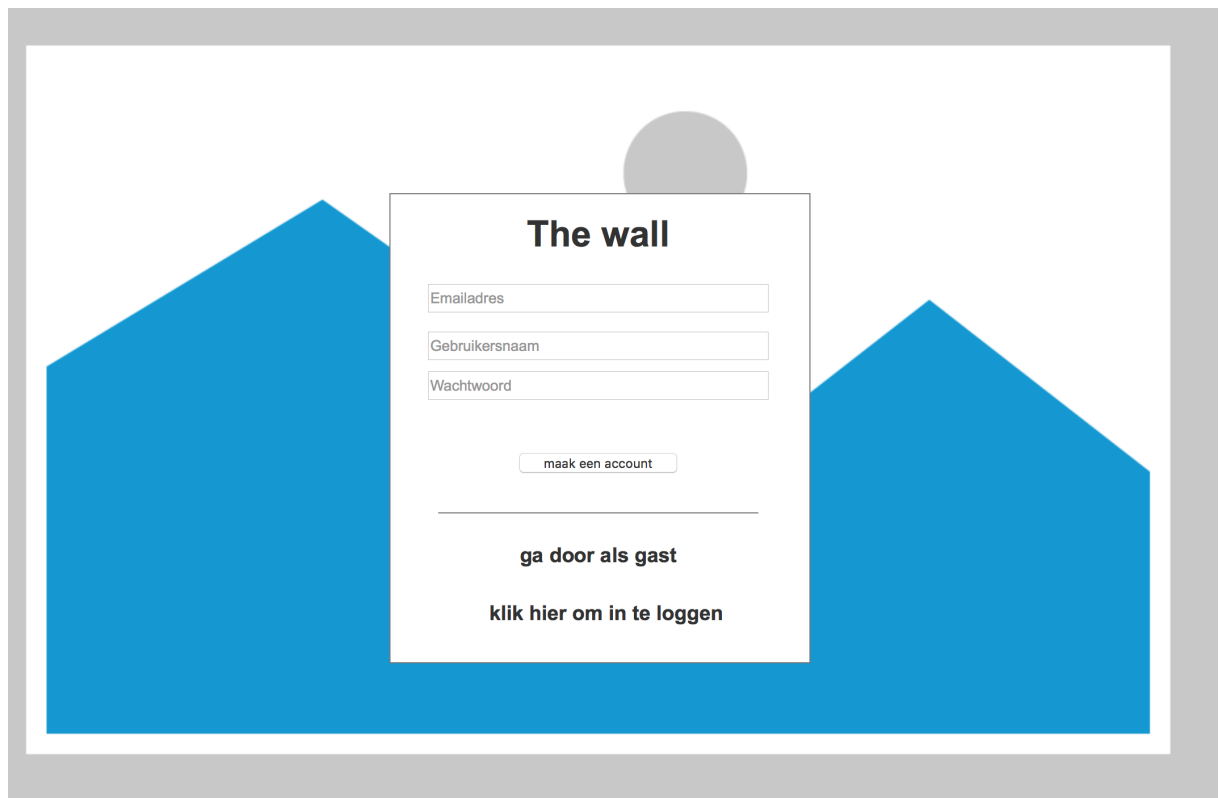 The wall
Emailadres
Gebruikersnaam
Wachtwoord
maak een account
ga door als gast
klik hier om in te loggen